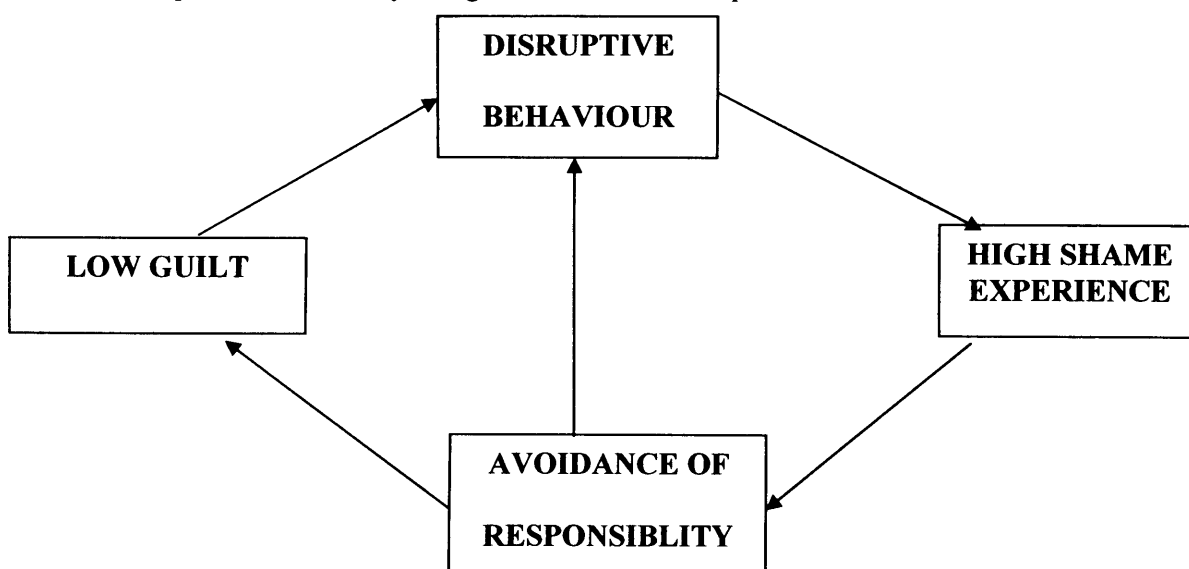 DISRUPTIVE
BEHAVIOUR
LOW GUILT
HIGH SHAME
EXPERIENCE
AVOIDANCE OF
RESPONSIBLITY